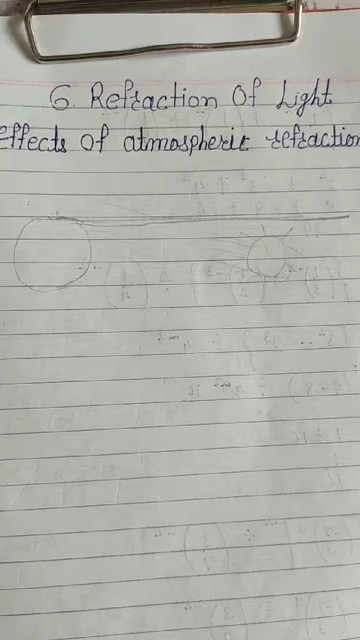 6. Refraction Of Light
effects of atmospheric refraction